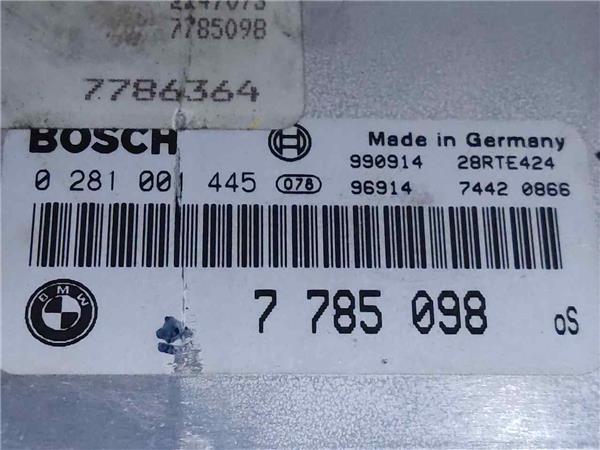 7785098
7786364
BOSCH
Made in Germany
990914 28RTE424
0 281 001 445 078
96914 7442 0866
BMW
7 785 098 oS